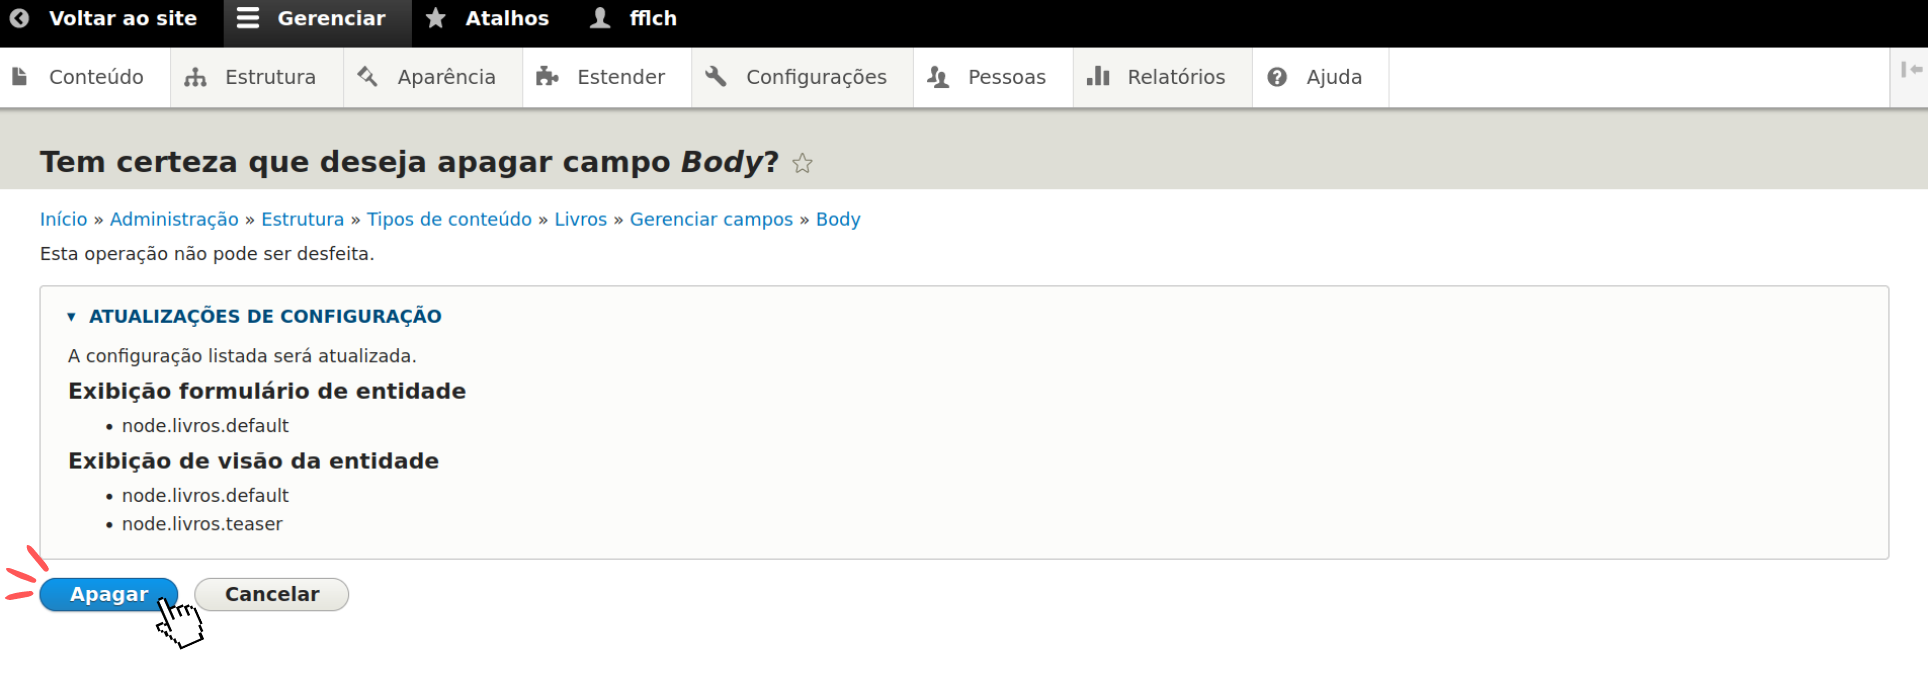 Voltar ao site Gerenciar Atalhos fflch
Conteúdo Estrutura Aparência Estender Configurações Pessoas Relatórios Ajuda
Tem certeza que deseja apagar campo Body?
Início » Administração » Estrutura » Tipos de conteúdo » Livros » Gerenciar campos » Body
Esta operação não pode ser desfeita.
ATUALIZAÇÕES DE CONFIGURAÇÃO
A configuração listada será atualizada.
Exibição formulário de entidade
• node.livros.default
Exibição de visão da entidade
• node.livros.default
• node.livros.teaser
Apagar Cancelar